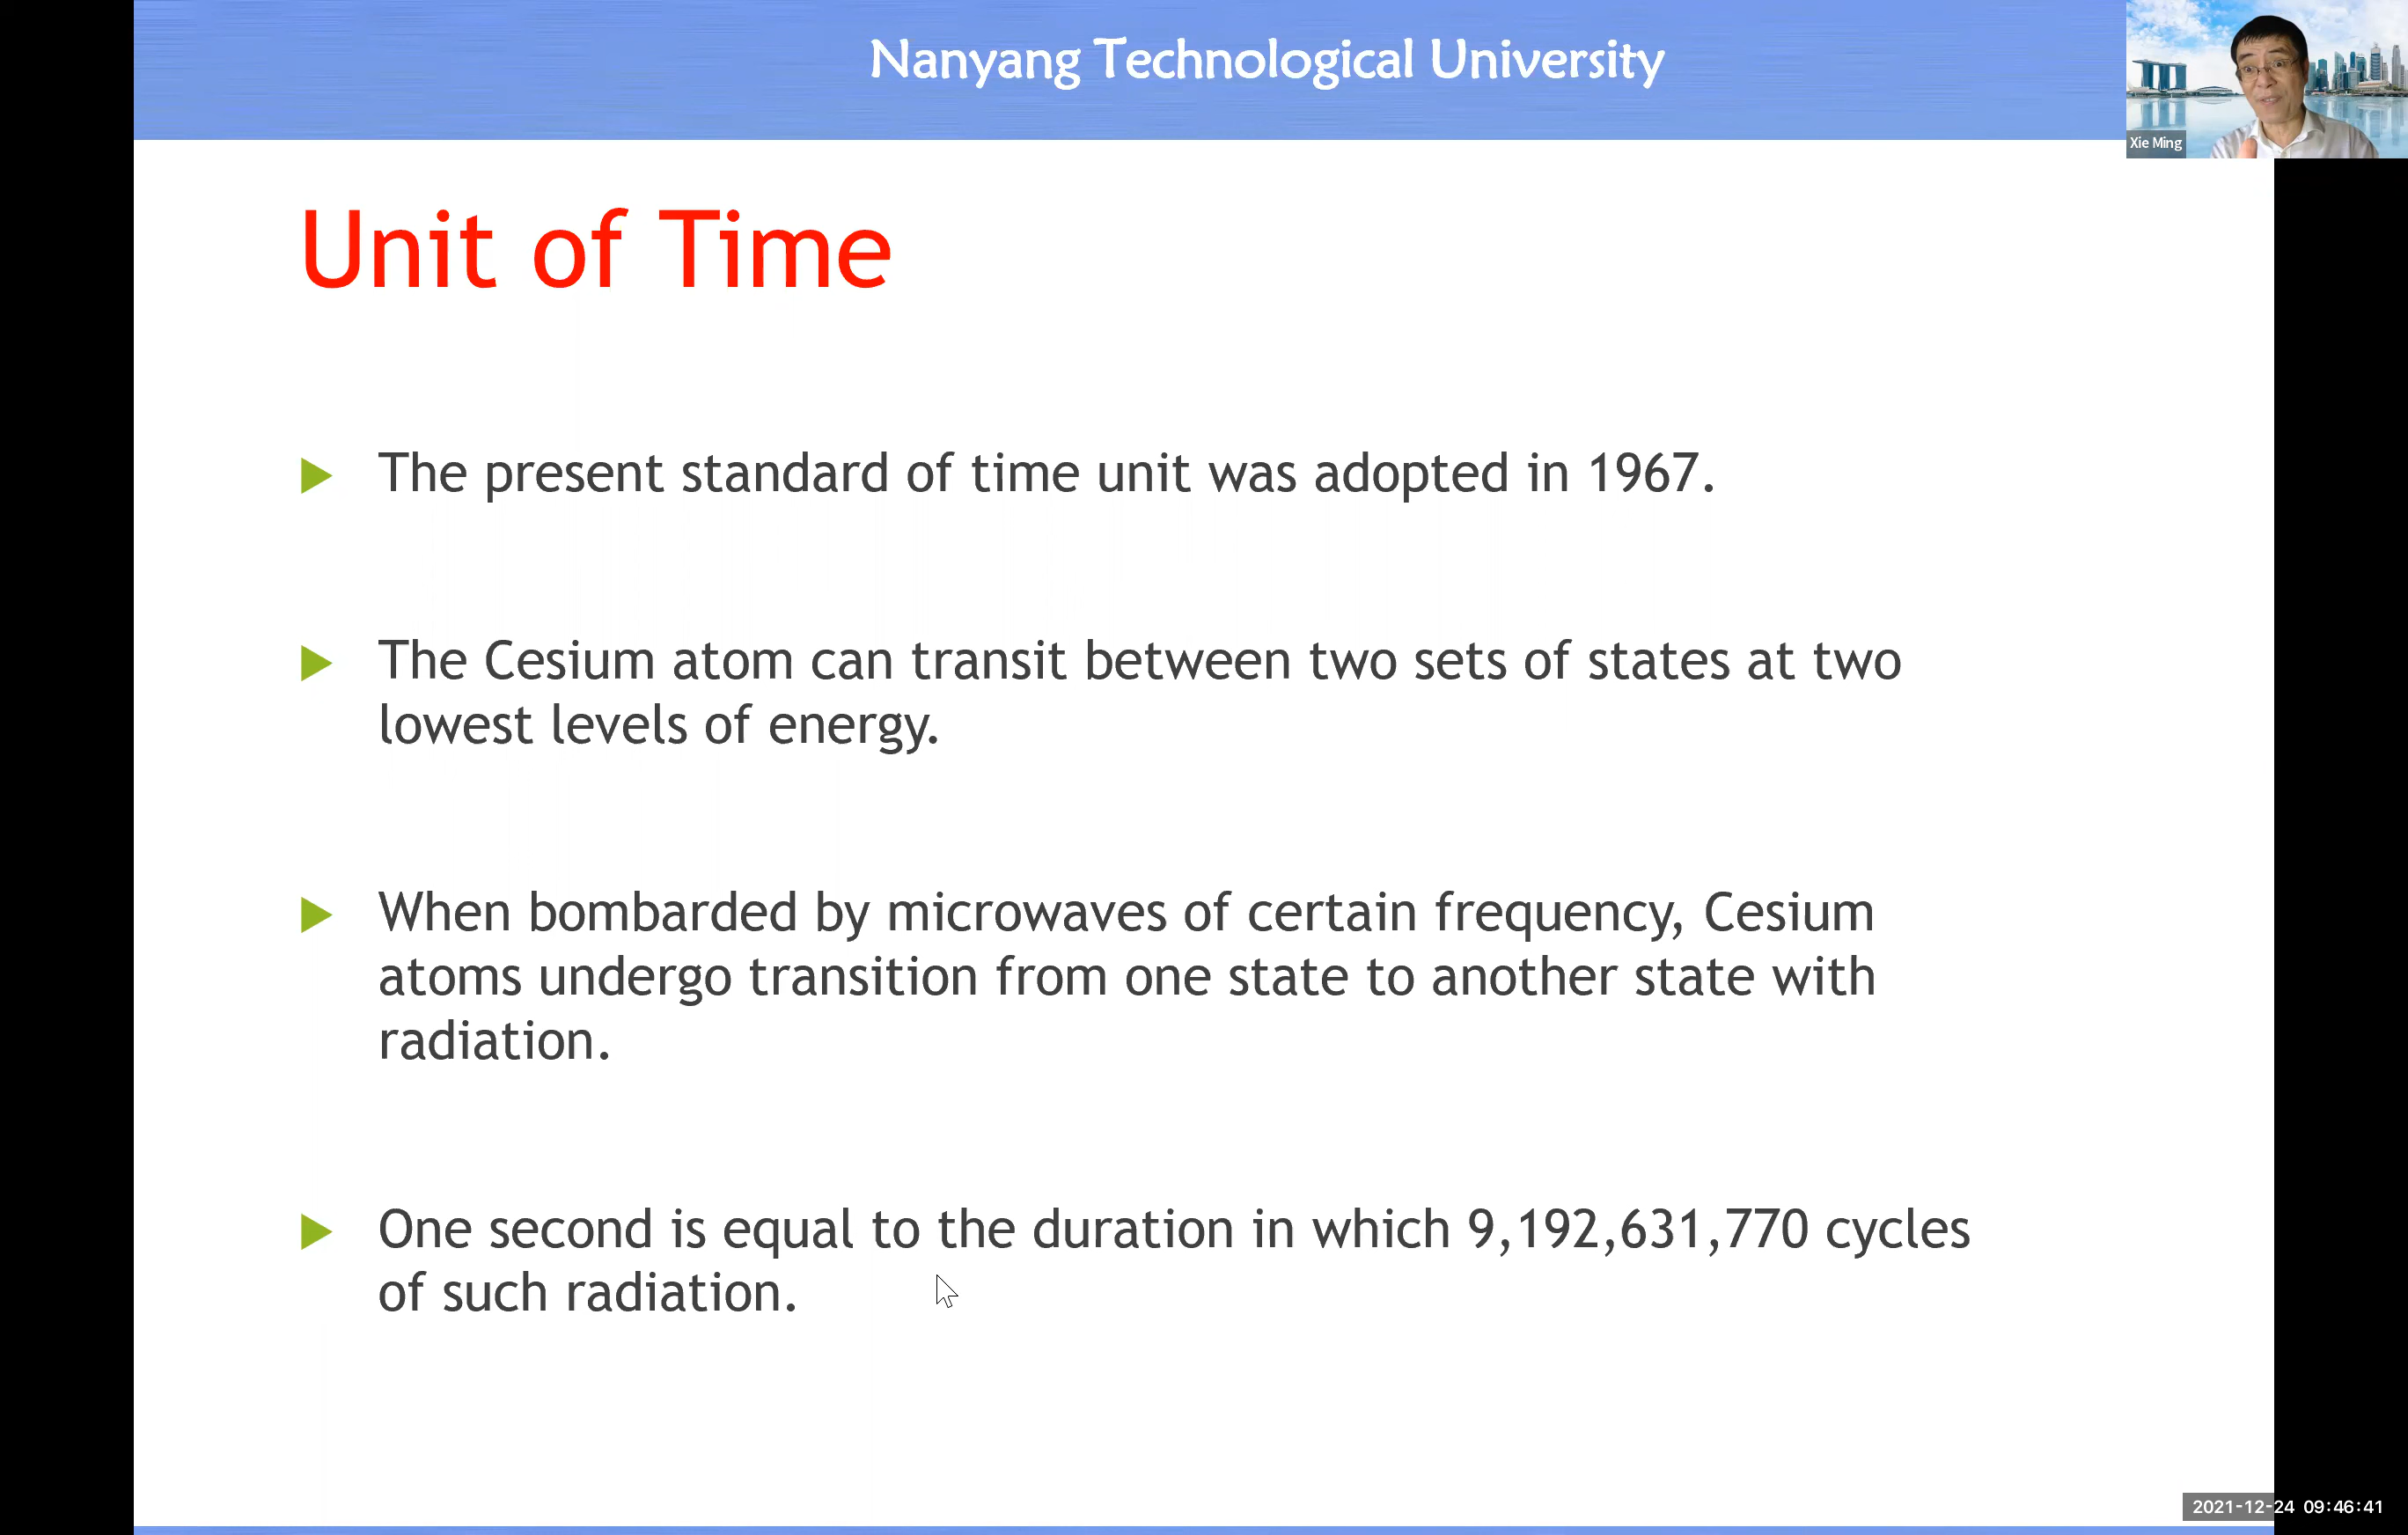 Nanyang Technological University
Xie Ming
Unit of Time
The present standard of time unit was adopted in 1967.
The Cesium atom can transit between two sets of states at two
lowest levels of energy.
When bombarded by microwaves of certain frequency, Cesium
atoms undergo transition from one state to another state with
radiation.
One second is equal to the duration in which 9,192,631,770 cycles
of such radiation.
2021-12-24 09:46:41